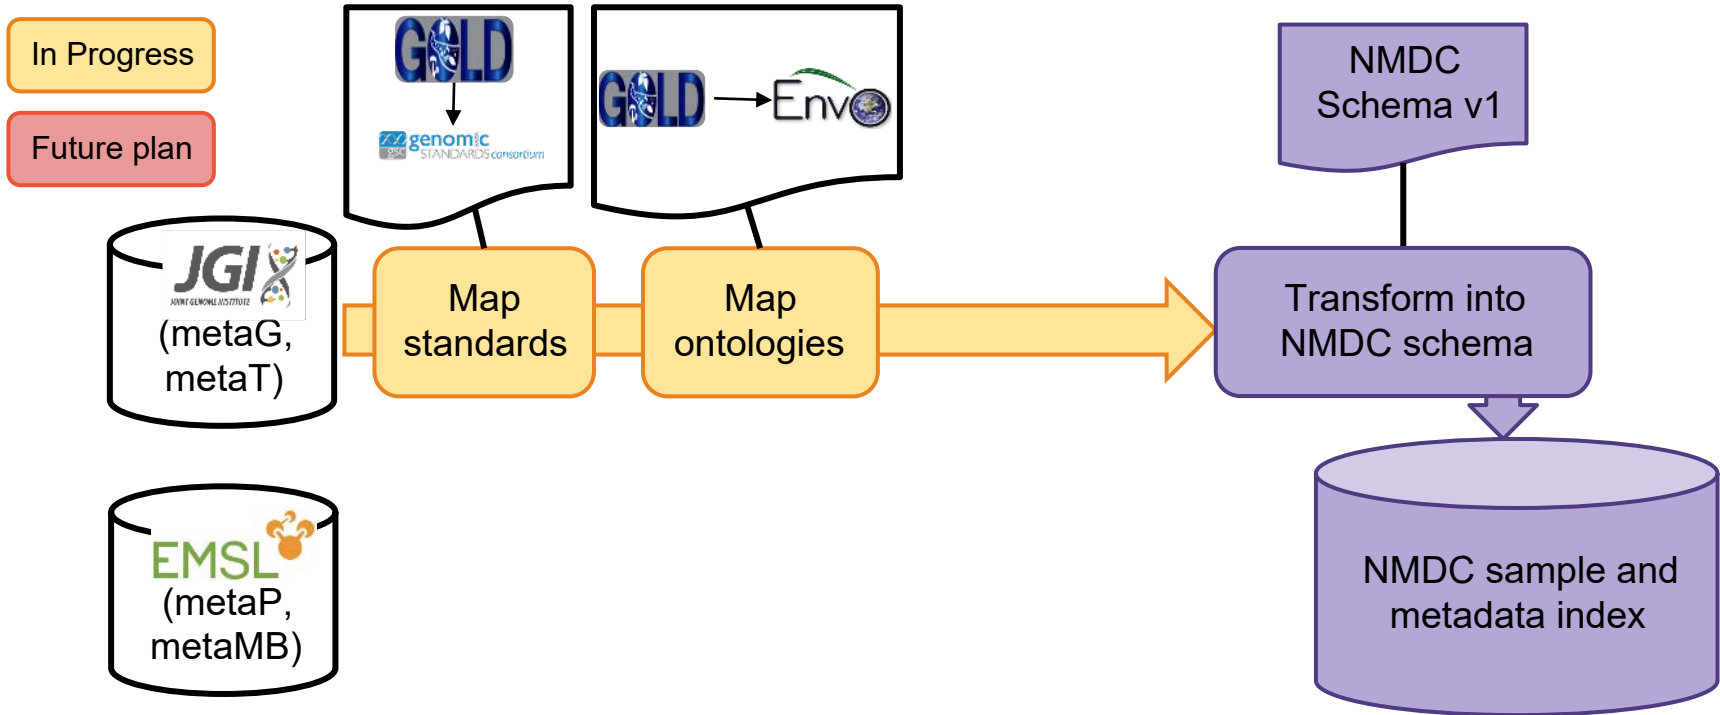 In Progress
Future plan
GOLD
genomic
gsc STANDARDS consortium
GOLD
EnvO
NMDC
Schema v1
JGI
JOINT GENOME INSTITUTE
(metaG,
metaT)
Map
standards
Map
ontologies
Transform into
NMDC schema
EMSL
(metaP,
metaMB)
NMDC sample and
metadata index